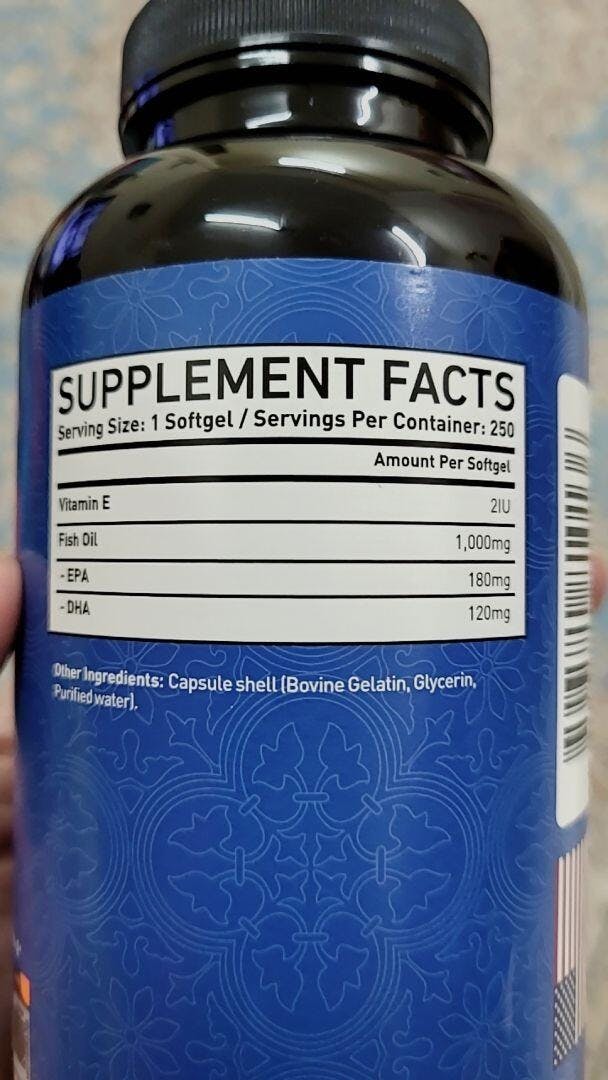 SUPPLEMENT FACTS
Serving Size: 1 Softgel / Servings Per Container: 250
Amount Per Softgel
Vitamin E 2IU
Fish Oil 1,000mg
- EPA 180mg
- DHA 120mg
Other Ingredients: Capsule shell (Bovine Gelatin, Glycerin,
Purified water).